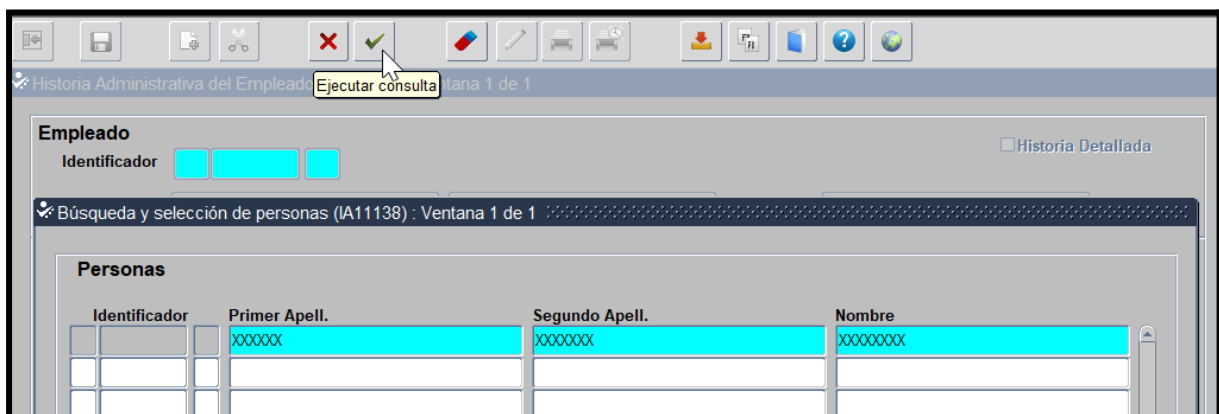 Historia Administrativa del Empleado
Ejecutar consulta
ntana 1 de 1
Empleado
Historia Detallada
Identificador
Búsqueda y selección de personas (IA11138) : Ventana 1 de 1
Personas
Identificador Primer Apell. Segundo Apell. Nombre
XXXXXX XXXXXXX XXXXXXXX